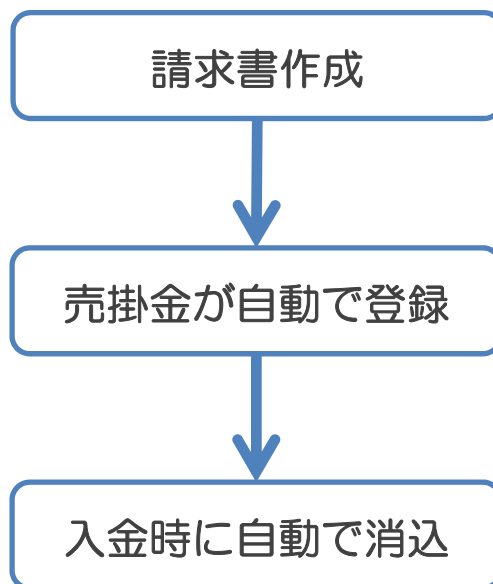 請求書作成
売掛金が自動で登録
入金時に自動で消込